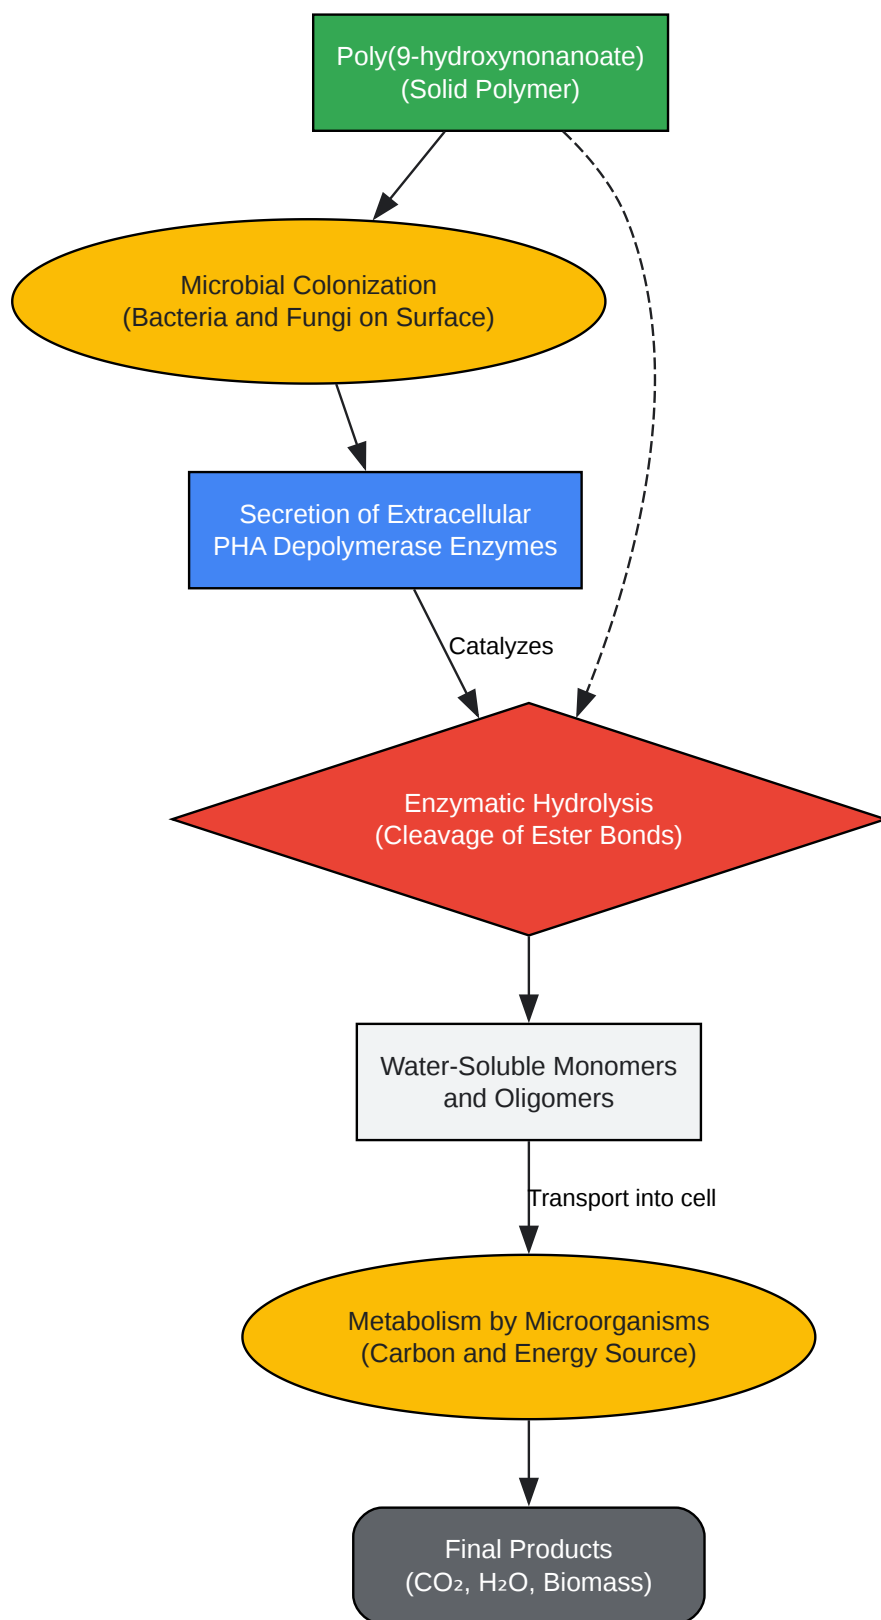 Poly(9-hydroxynonanoate)
(Solid Polymer)
Microbial Colonization
(Bacteria and Fungi on Surface)
Secretion of Extracellular
PHA Depolymerase Enzymes
Catalyzes
Enzymatic Hydrolysis
(Cleavage of Ester Bonds)
Water-Soluble Monomers
and Oligomers
Transport into cell
Metabolism by Microorganisms
(Carbon and Energy Source)
Final Products
(CO₂, H₂O, Biomass)